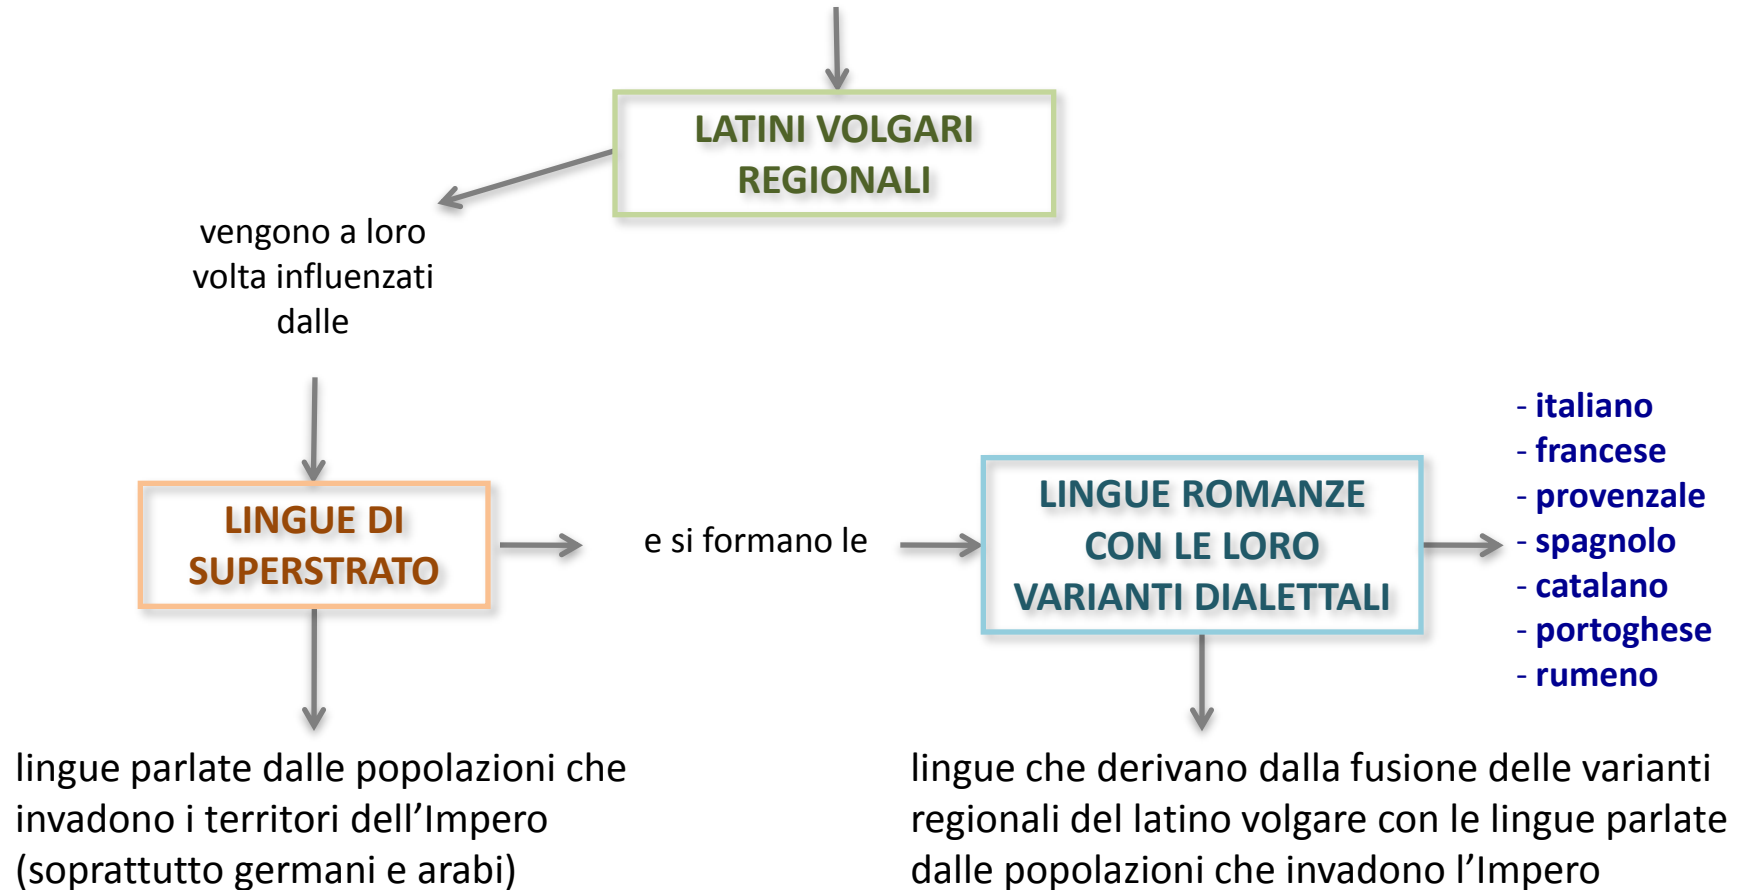 LATINI VOLGARI
REGIONALI
vengono a loro
volta influenzati
dalle
LINGUE DI
SUPERSTRATO
e si formano le
LINGUE ROMANZE
CON LE LORO
VARIANTI DIALETTALI
- italiano
- francese
- provenzale
- spagnolo
- catalano
- portoghese
- rumeno
lingue parlate dalle popolazioni che
invadono i territori dell’Impero
(soprattutto germani e arabi)
lingue che derivano dalla fusione delle varianti
regionali del latino volgare con le lingue parlate
dalle popolazioni che invadono l’Impero